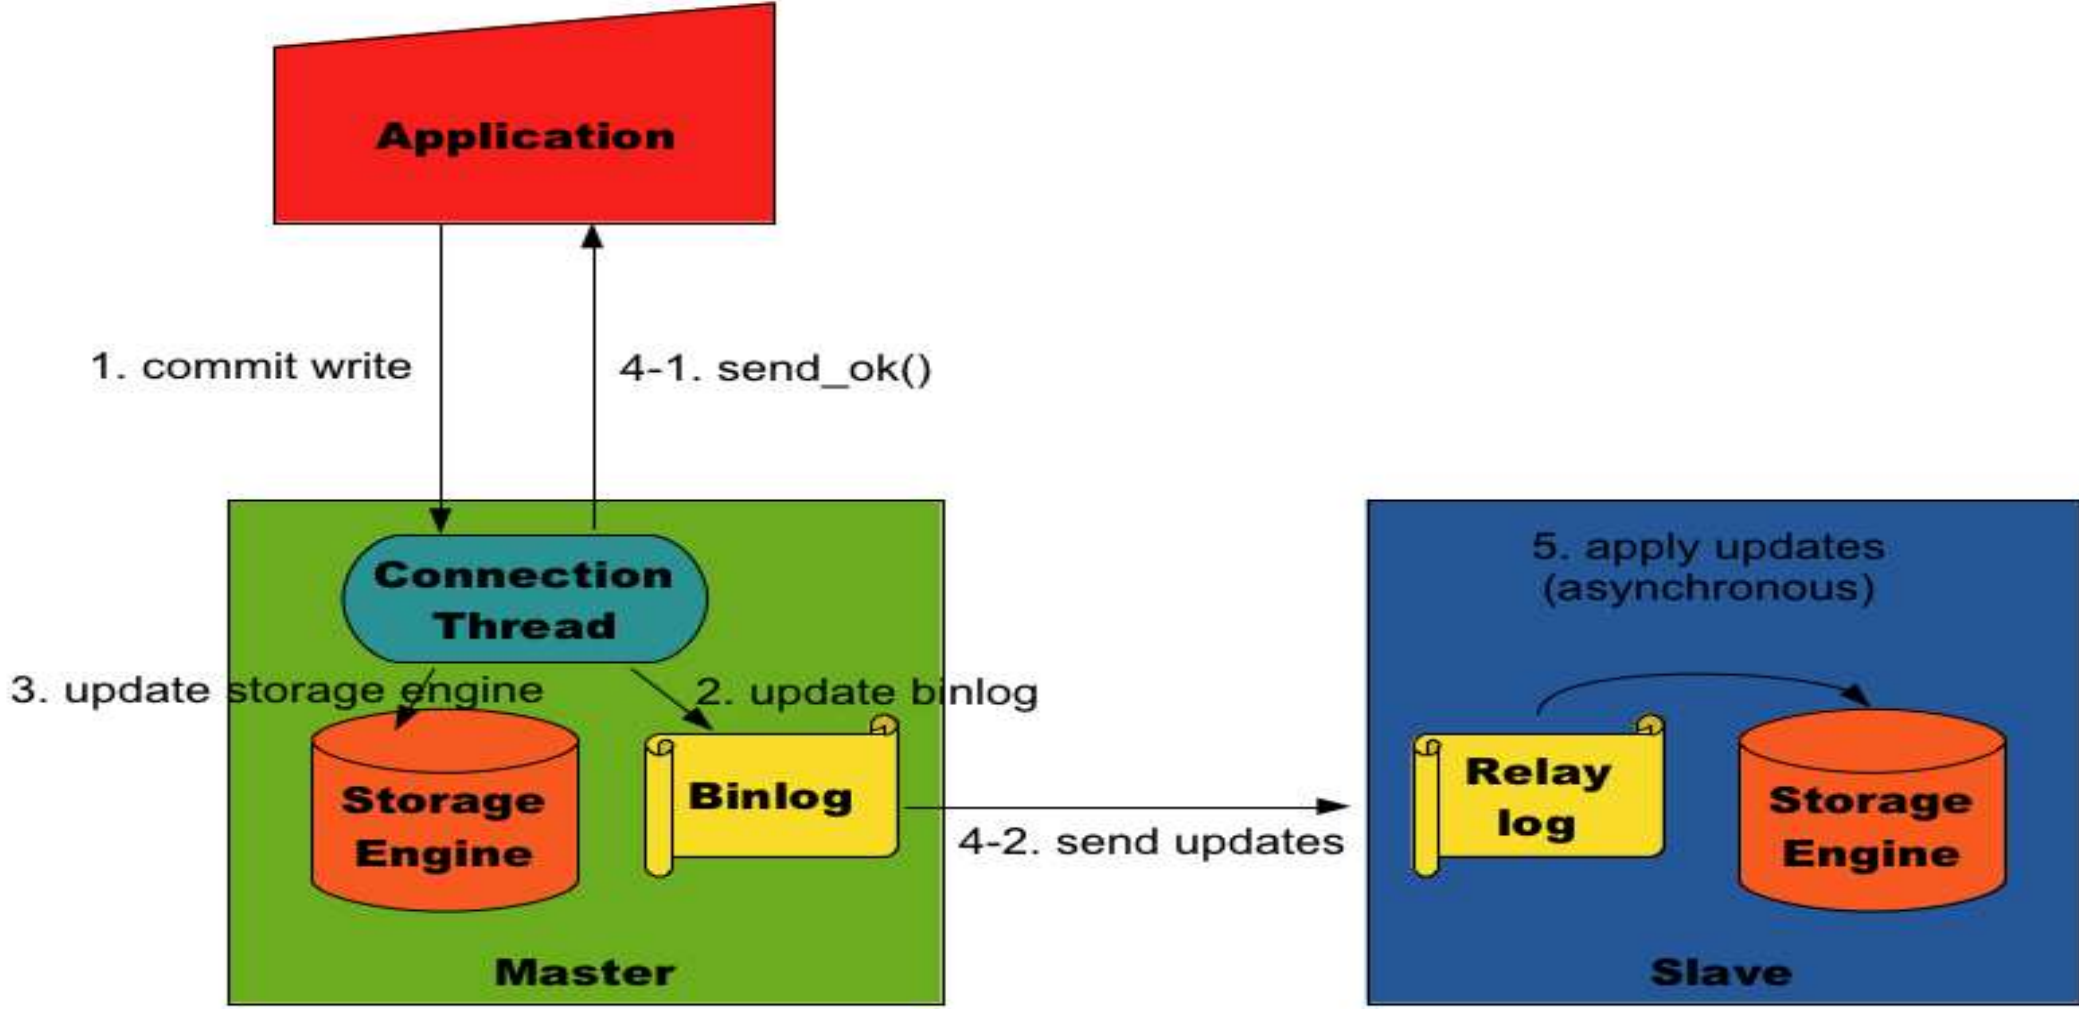 Application
1. commit write
4-1. send_ok()
Connection
Thread
3. update storage engine
2. update binlog
Storage
Engine
Binlog
4-2. send updates
Master
5. apply updates
(asynchronous)
Relay
log
Storage
Engine
Slave